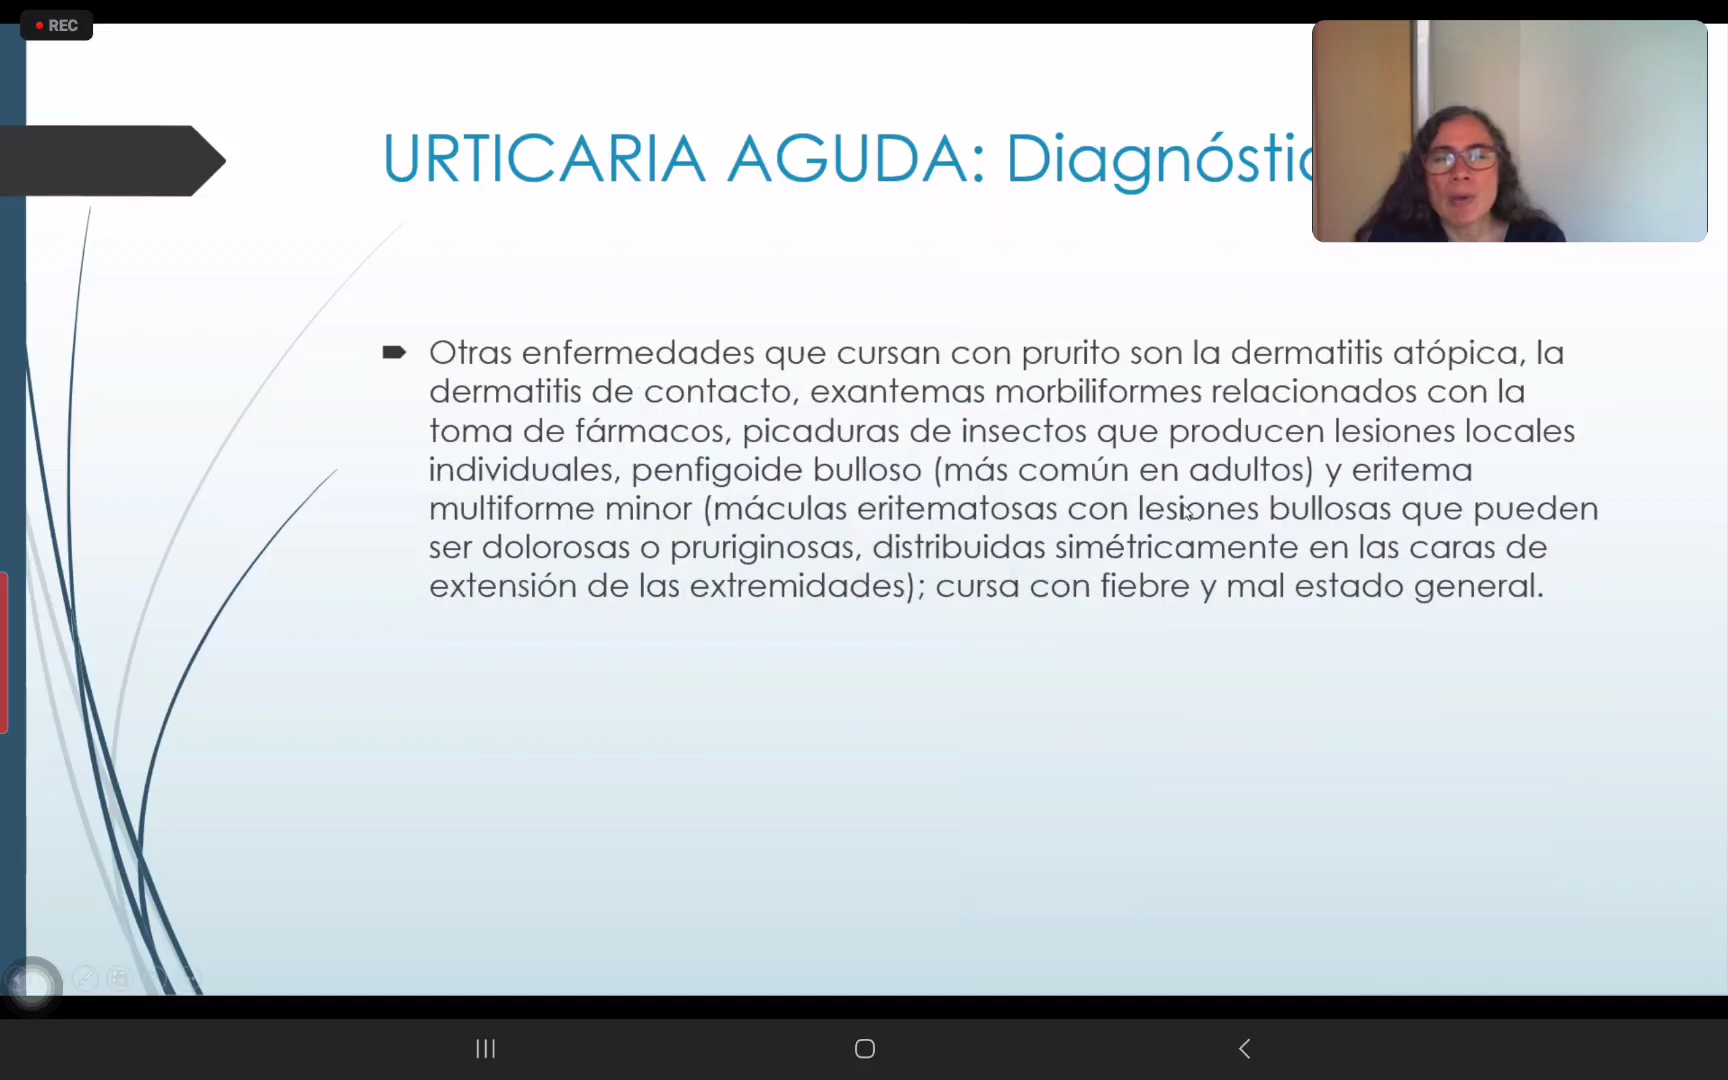 REC
URTICARIA AGUDA:
Otras enfermedades que cursan con prurito son la dermatitis atópica, la
dermatitis de contacto, exantemas morbiliformes relacionados con la
toma de fármacos, picaduras de insectos que producen lesiones locales
individuales, penfigoide bulloso (más común en adultos) y eritema
multiforme minor (máculas eritematosas con lesiones bullosas que pueden
ser dolorosas o pruriginosas, distribuidas simétricamente en las caras de
extensión de las extremidades); cursa con fiebre y mal estado general.